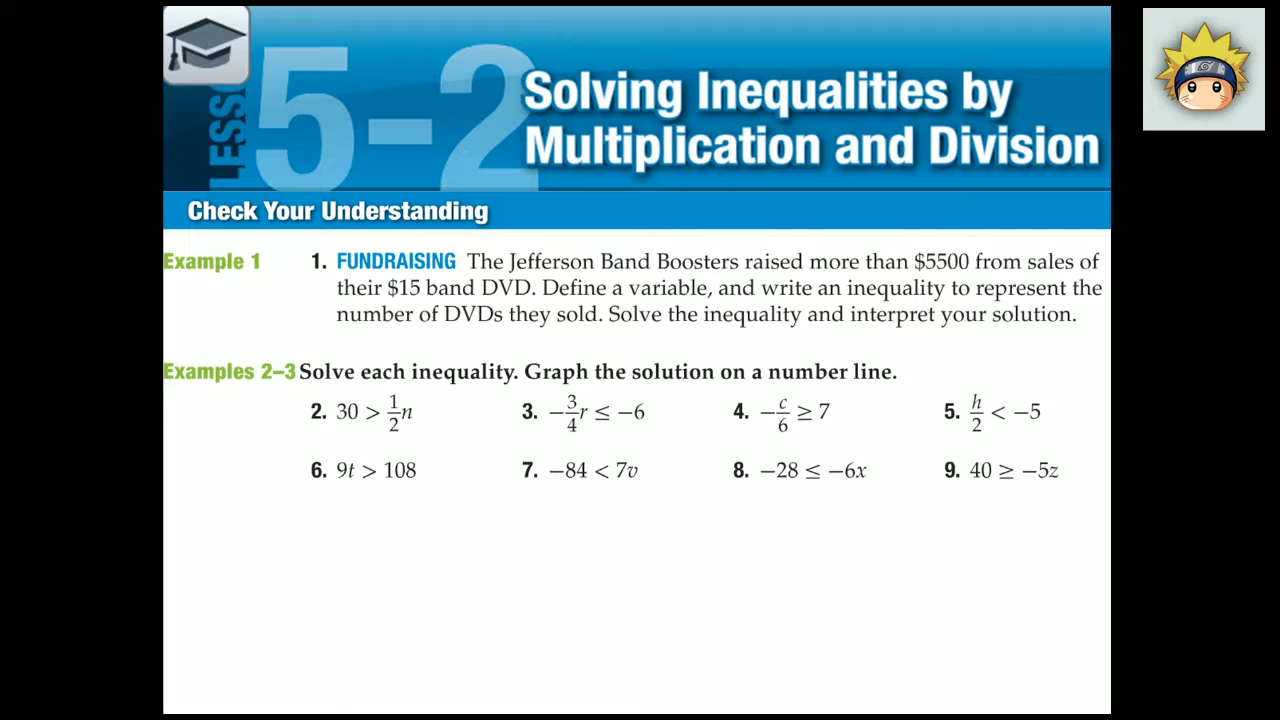 LESSO
5-2
Solving Inequalities by
Multiplication and Division
Check Your Understanding
Example 1 1. FUNDRAISING The Jefferson Band Boosters raised more than $5500 from sales of
their $15 band DVD. Define a variable, and write an inequality to represent the
number of DVDs they sold. Solve the inequality and interpret your solution.
Examples 2–3 Solve each inequality. Graph the solution on a number line.
2. 30 > 1/2 n 3. −3/4 r ≤ −6 4. −c/6 ≥ 7 5. h/2 < −5
6. 9t > 108 7. −84 < 7v 8. −28 ≤ −6x 9. 40 ≥ −5z